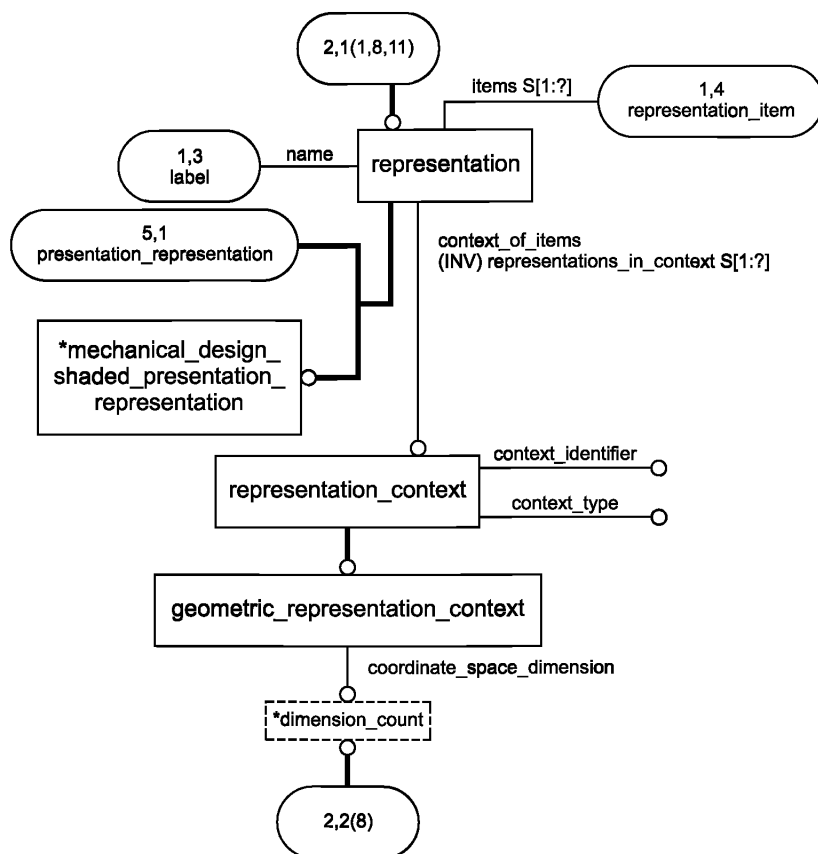 2,1(1,8,11)
items S[1:?]
1,4
representation_item
1,3
label
name
representation
5,1
presentation_representation
context_of_items
(INV) representations_in_context S[1:?]
*mechanical_design_
shaded_presentation_
representation
context_identifier
representation_context
context_type
geometric_representation_context
coordinate_space_dimension
*dimension_count
2,2(8)